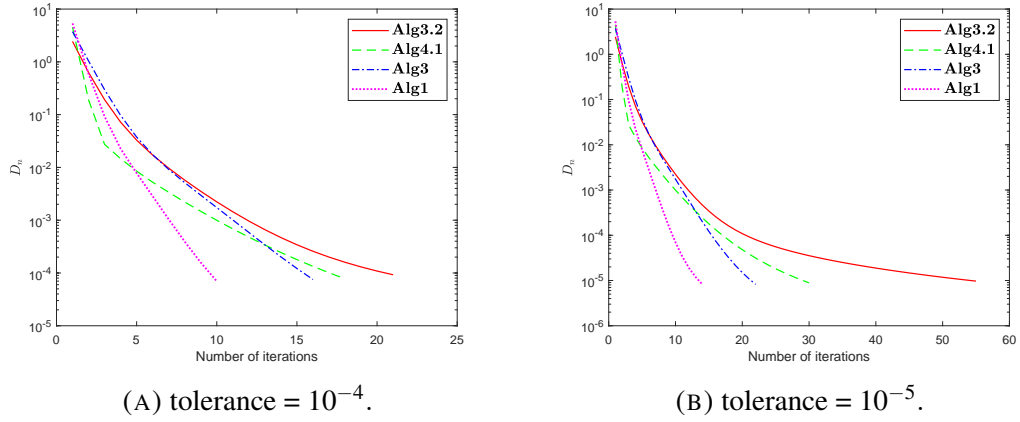 10^1
10^0
10^-1
10^-2
10^-3
10^-4
10^-5
D_n
0 5 10 15 20 25
Number of iterations
Alg3.2
Alg4.1
Alg3
Alg1
(A) tolerance = 10^−4.
10^1
10^0
10^-1
10^-2
10^-3
10^-4
10^-5
10^-6
D_n
0 10 20 30 40 50 60
Number of iterations
Alg3.2
Alg4.1
Alg3
Alg1
(B) tolerance = 10^−5.